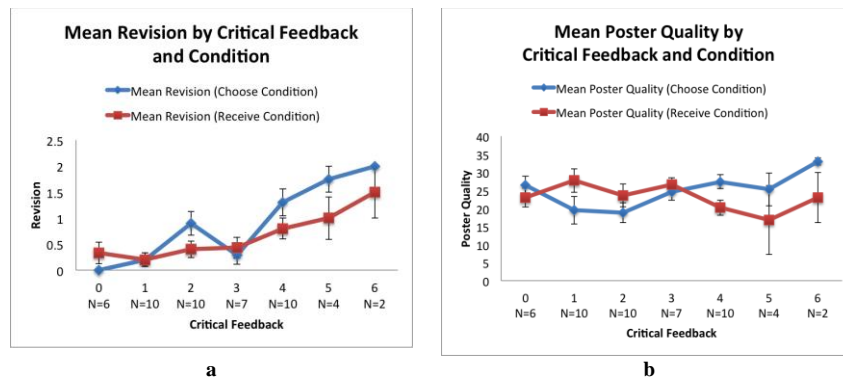 Mean Revision by Critical Feedback
and Condition
Mean Revision (Choose Condition)
Mean Revision (Receive Condition)
2.5
2
1.5
1
0.5
0
Revision
0 1 2 3 4 5 6
N=6 N=10 N=10 N=7 N=10 N=4 N=2
Critical Feedback
a
Mean Poster Quality by
Critical Feedback and Condition
Mean Poster Quality (Choose Condition)
Mean Poster Quality (Receive Condition)
40
35
30
25
20
15
10
5
0
Poster Quality
0 1 2 3 4 5 6
N=6 N=10 N=10 N=7 N=10 N=4 N=2
Critical Feedback
b